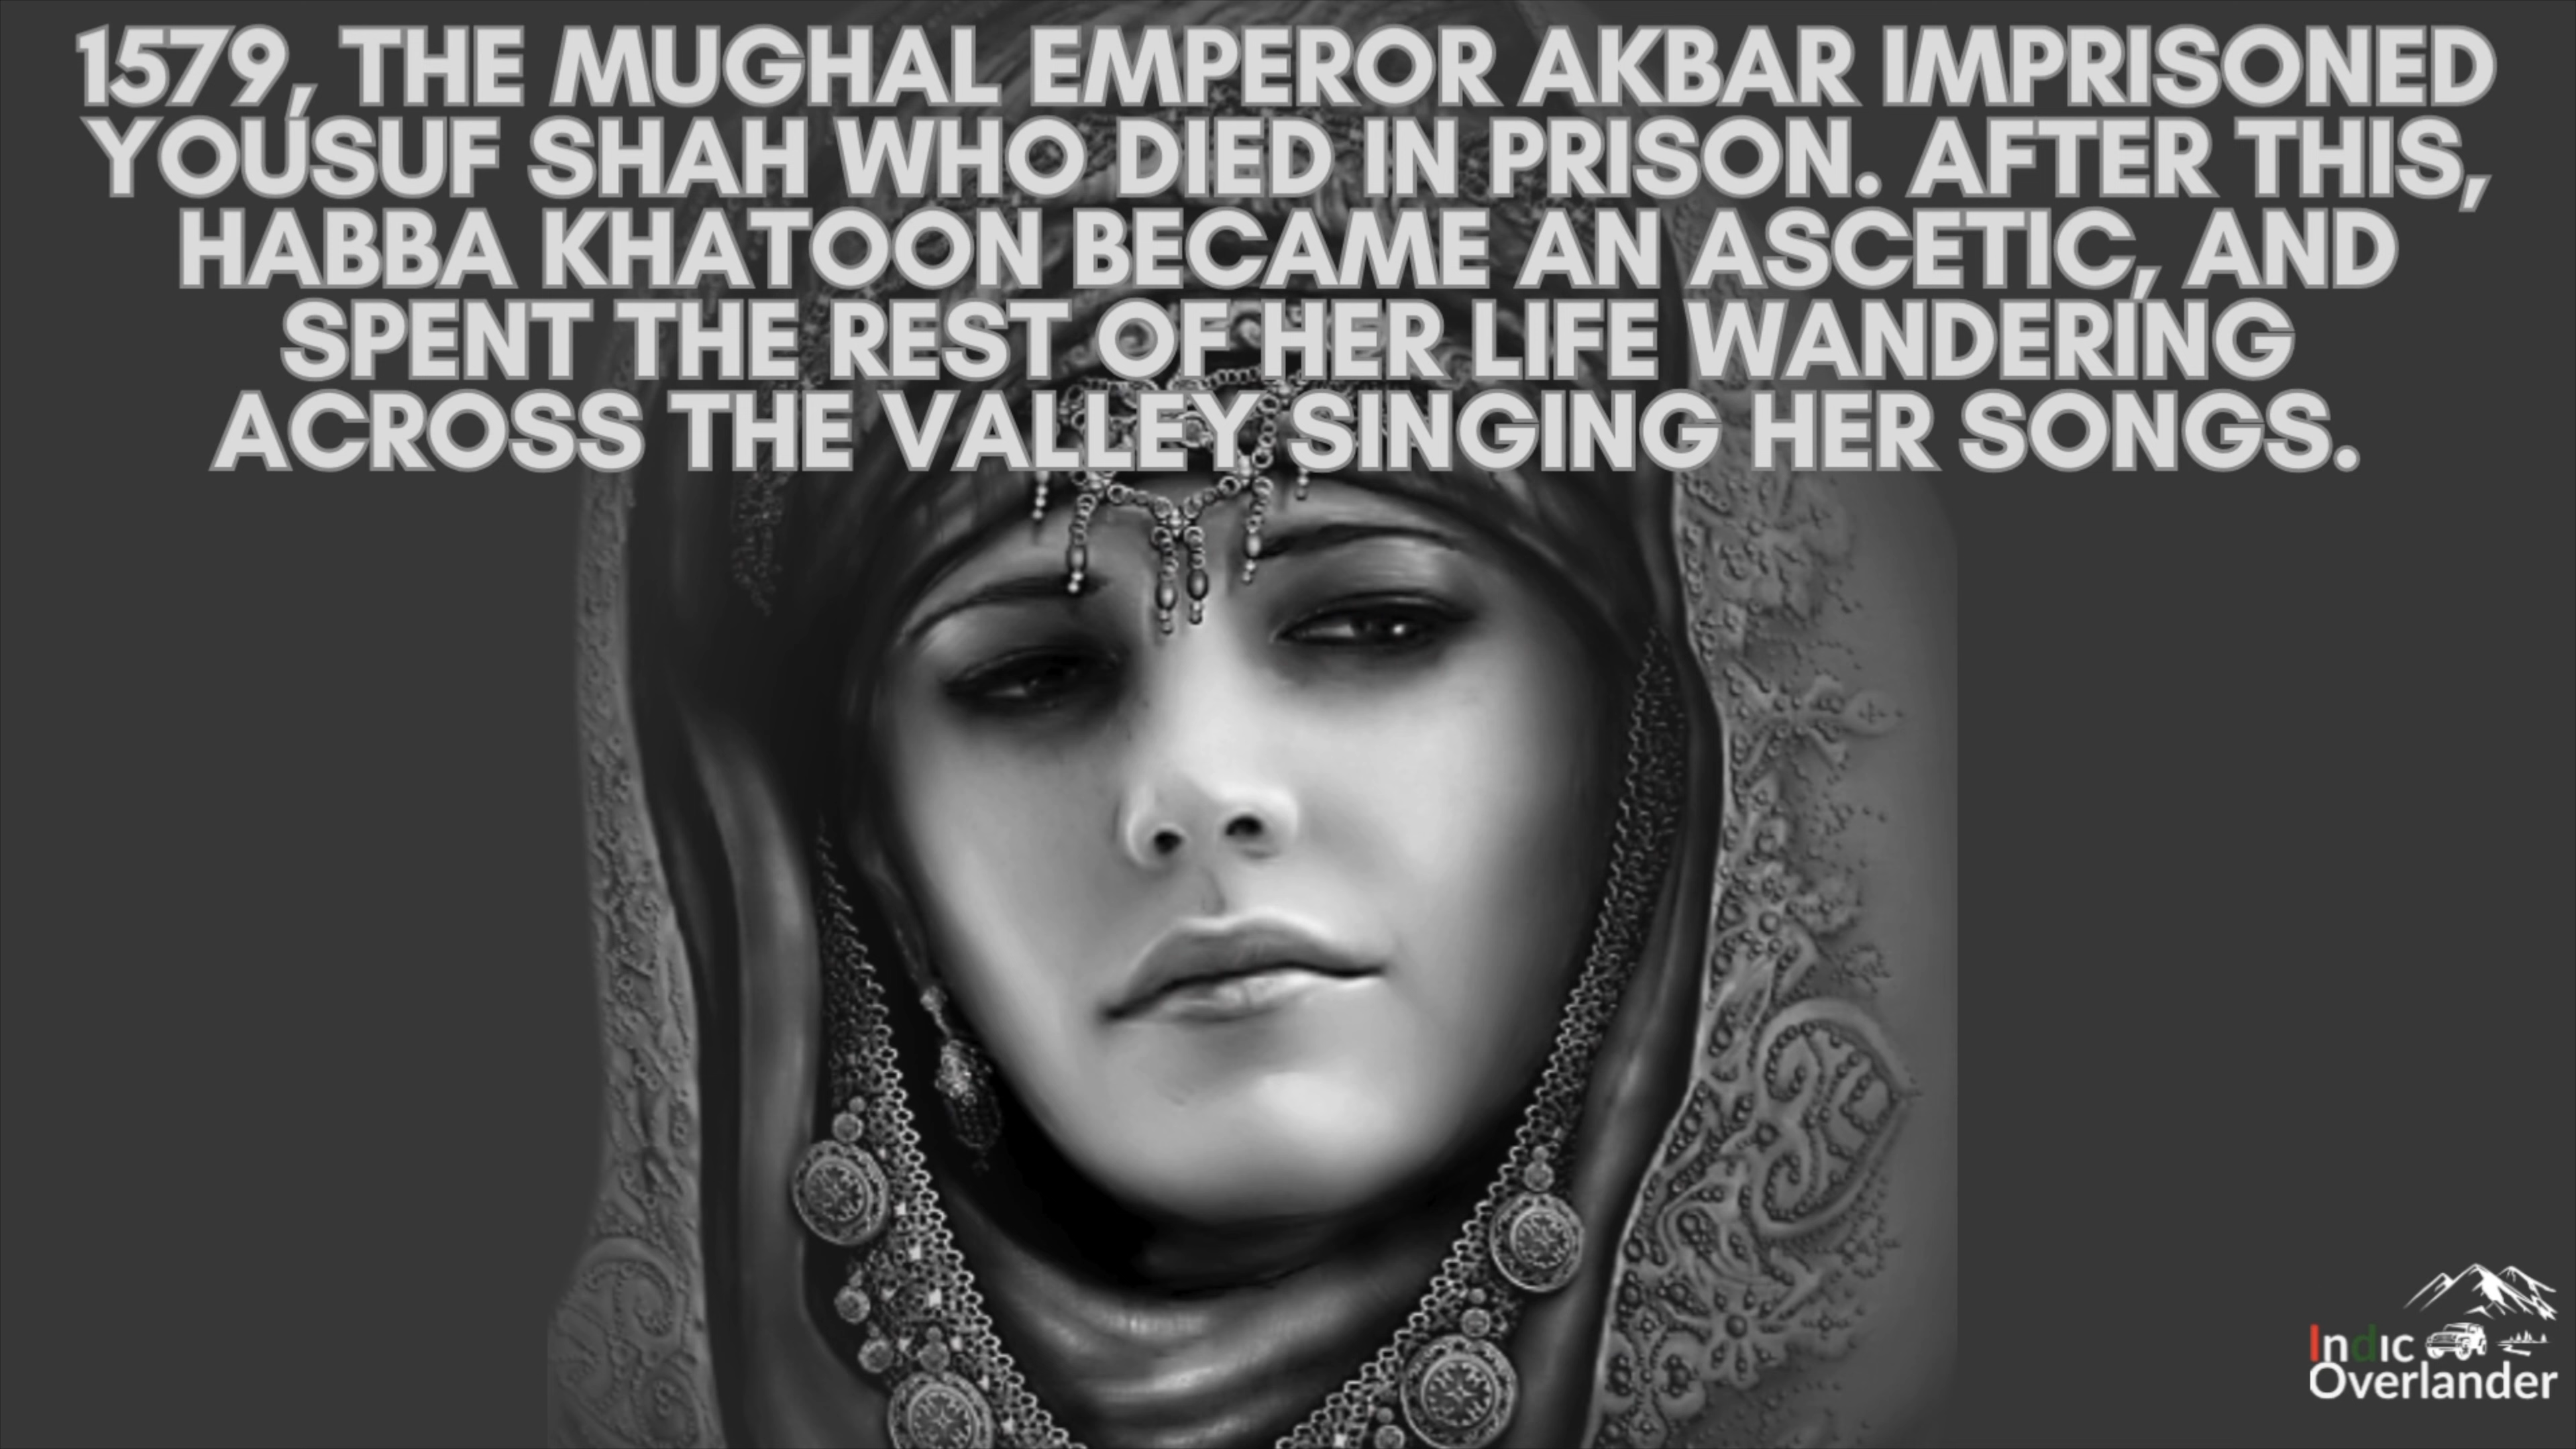 1579, THE MUGHAL EMPEROR AKBAR IMPRISONED
YOUSUF SHAH WHO DIED IN PRISON. AFTER THIS,
HABBA KHATOON BECAME AN ASCETIC, AND
SPENT THE REST OF HER LIFE WANDERING
ACROSS THE VALLEY SINGING HER SONGS.
Indic
Overlander